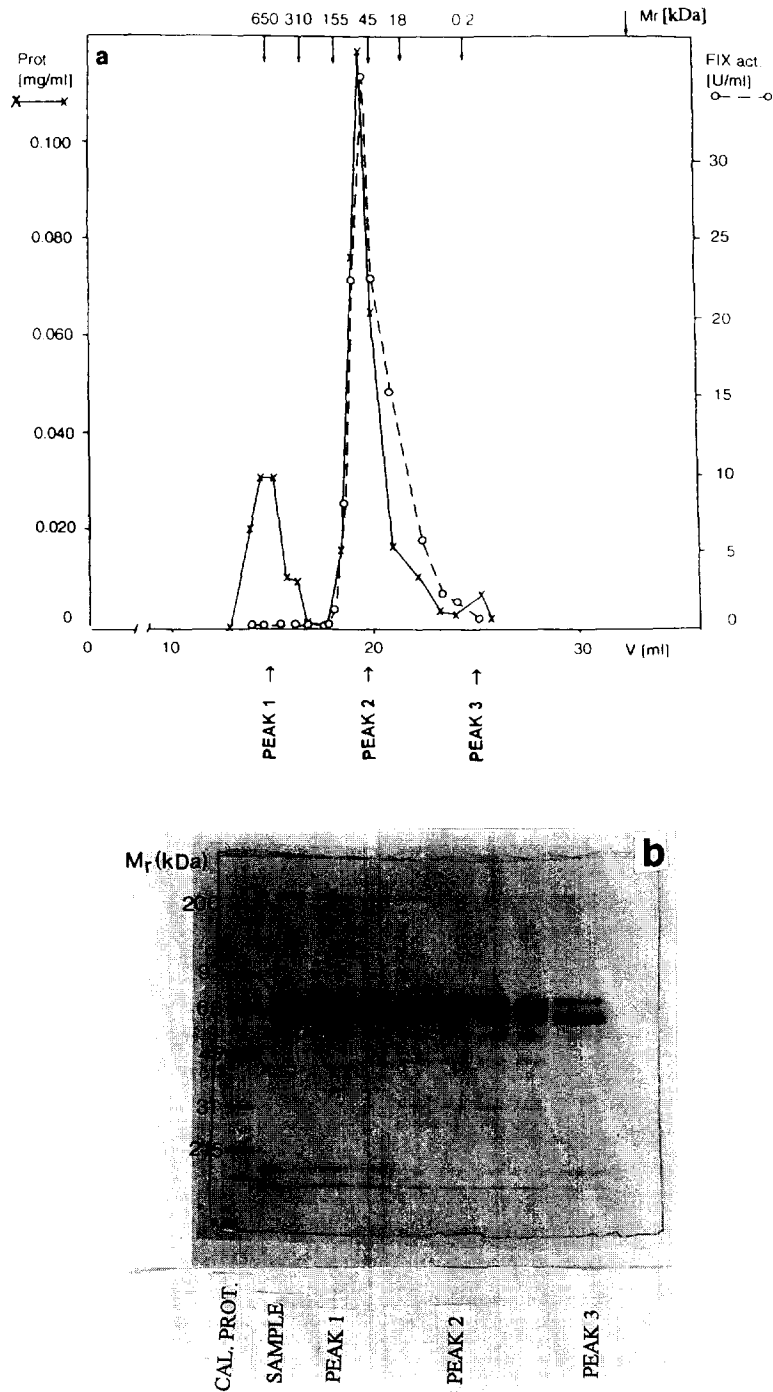 650 310 155 45 18 0.2 Mr [kDa]
a
Prot
[mg/ml]
x x
FIX act.
[U/ml]
o o
0.100
0.080
0.060
0.040
0.020
0
30
25
20
15
10
5
0
0 10 20 30 V [ml]
PEAK 1
PEAK 2
PEAK 3
b
Mr (kDa)
CAL. PROT.
SAMPLE
PEAK 1
PEAK 2
PEAK 3